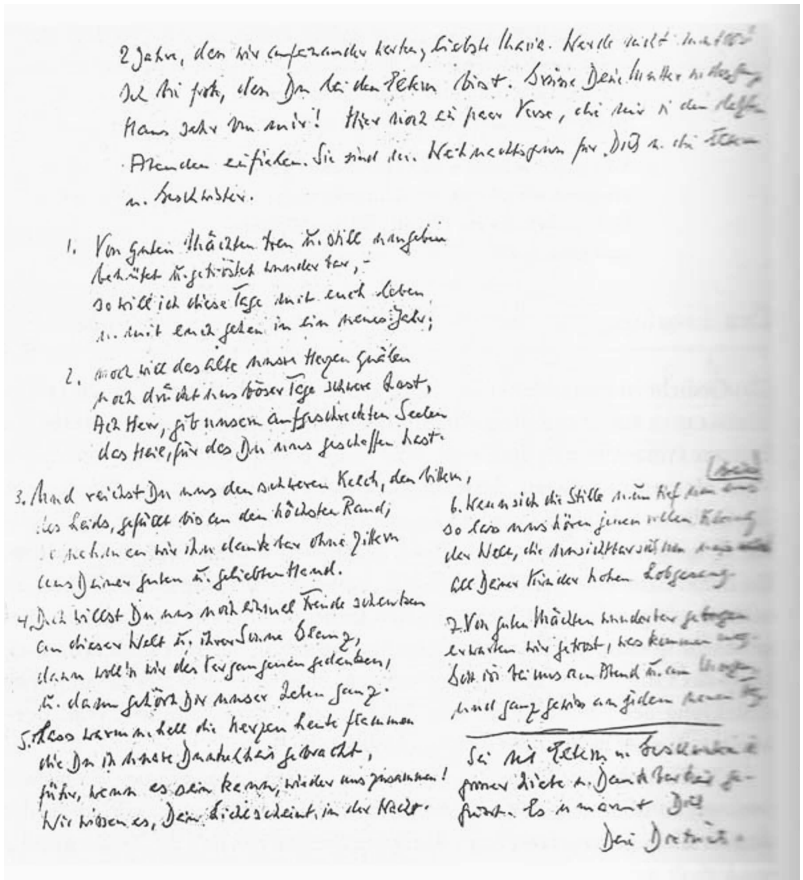 2 Jahre, dass wir aufeinander warten, liebste Maria. Werde nicht mutlos!
Ich bin froh, dass Du bei den Eltern bist. Grüsse Deine Mutter u. das ganze
Haus sehr von mir! Hier noch ein paar Verse, die mir in den letzten
Abenden einfielen. Sie sind der Weihnachtsgruss für Dich u. die Eltern
u. Geschwister.
1. Von guten Mächten treu u. still umgeben
behütet u. getröstet wunderbar, –
so will ich diese Tage mit euch leben
u. mit euch gehen in ein neues Jahr;
2. noch will das alte unsre Herzen quälen
noch drückt uns böser Tage schwere Last,
Ach Herr, gib unsern aufgeschreckten Seelen
das Heil, für das Du uns geschaffen hast.
3. Und reichst Du uns den schweren Kelch, den bittern,
des Leids, gefüllt bis an den höchsten Rand,
so nehmen wir ihn dankbar ohne Zittern
aus Deiner guten u. geliebten Hand.
4. Doch willst Du uns noch einmal Freude schenken
an dieser Welt u. ihrer Sonne Glanz,
dann woll'n wir des Vergangenen gedenken,
u. dann gehört Dir unser Leben ganz.
5. Lass warm u. hell die Kerzen heute flammen
die Du in unsre Dunkelheit gebracht,
führ, wenn es sein kann, wieder uns zusammen!
Wir wissen es, Dein Licht scheint in der Nacht.
6. Wenn sich die Stille nun tief um uns
so lass uns hören jenen vollen Klang
der Welt, die unsichtbar sich um uns
all Deiner Kinder hohen Lobgesang.
7. Von guten Mächten wunderbar geborgen
erwarten wir getrost, was kommen mag.
Gott ist bei uns am Abend u. am Morgen
und ganz gewiss an jedem neuen Tag.
Sei mit Eltern u. Geschwistern in
grosser Liebe u. Dankbarkeit ge-
grüsst. Es umarmt Dich
Dein Dietrich.